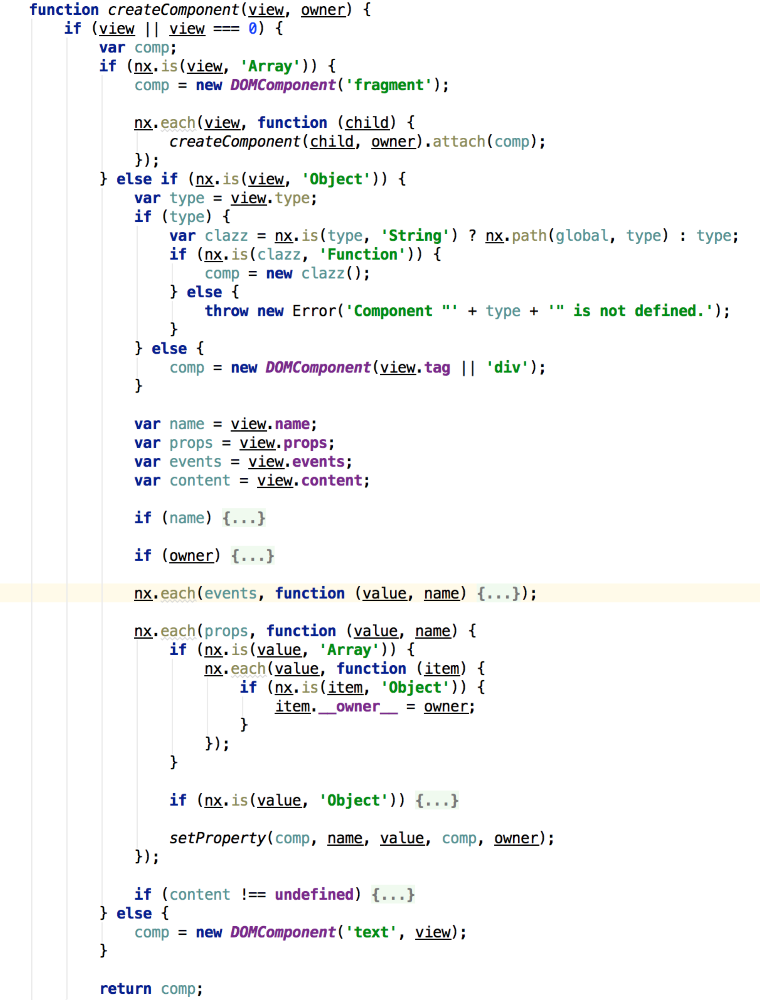 function createComponent(view, owner) {
    if (view || view === 0) {
        var comp;
        if (nx.is(view, 'Array')) {
            comp = new DOMComponent('fragment');

            nx.each(view, function (child) {
                createComponent(child, owner).attach(comp);
            });
        } else if (nx.is(view, 'Object')) {
            var type = view.type;
            if (type) {
                var clazz = nx.is(type, 'String') ? nx.path(global, type) : type;
                if (nx.is(clazz, 'Function')) {
                    comp = new clazz();
                } else {
                    throw new Error('Component "' + type + '" is not defined.');
                }
            } else {
                comp = new DOMComponent(view.tag || 'div');
            }

            var name = view.name;
            var props = view.props;
            var events = view.events;
            var content = view.content;

            if (name) {...}

            if (owner) {...}

            nx.each(events, function (value, name) {...});

            nx.each(props, function (value, name) {
                if (nx.is(value, 'Array')) {
                    nx.each(value, function (item) {
                        if (nx.is(item, 'Object')) {
                            item.__owner__ = owner;
                        }
                    });
                }

                if (nx.is(value, 'Object')) {...}

                setProperty(comp, name, value, comp, owner);
            });

            if (content !== undefined) {...}
        } else {
            comp = new DOMComponent('text', view);
        }

        return comp;